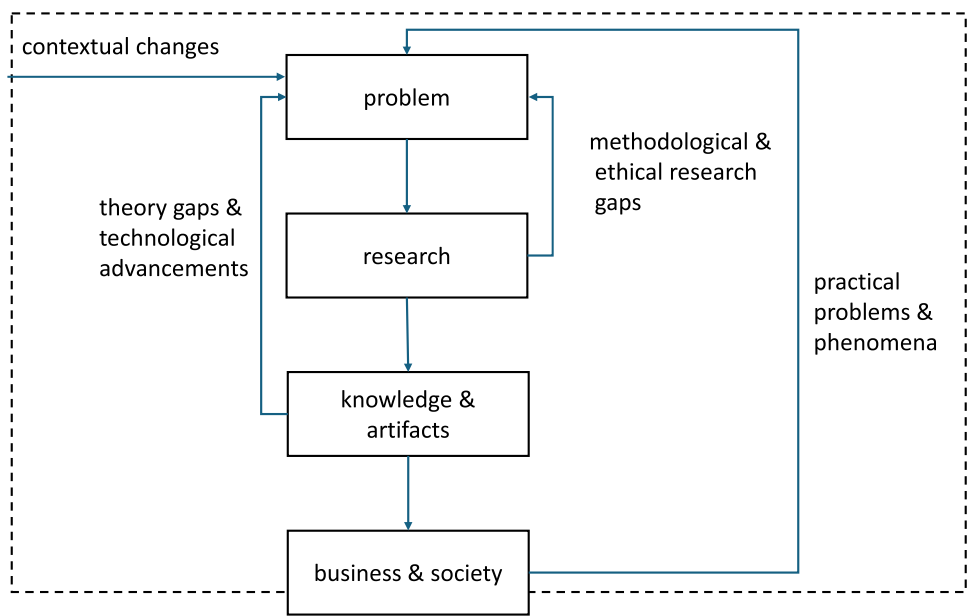 contextual changes
problem
methodological &
ethical research
gaps
theory gaps &
technological
advancements
research
practical
problems &
phenomena
knowledge &
artifacts
business & society